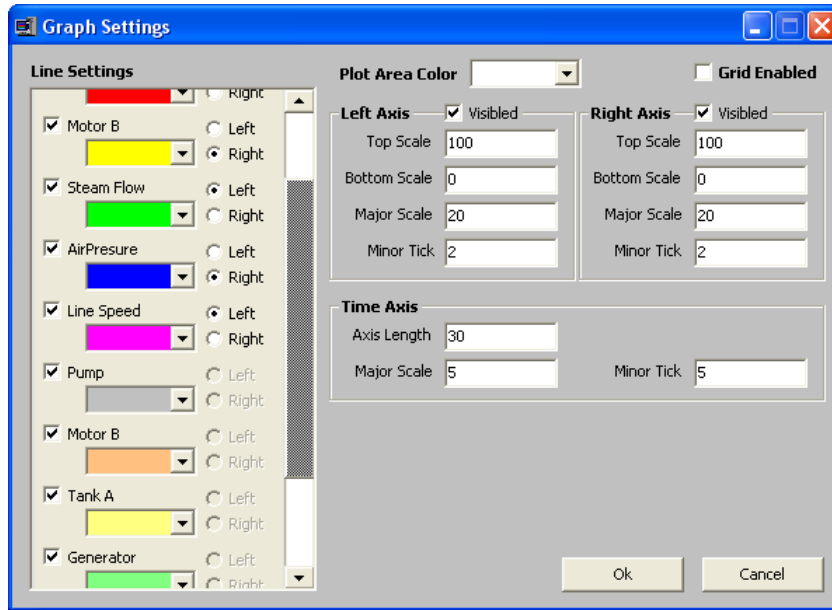 Graph Settings
Line Settings
Right
Motor B
Left
Right
Steam Flow
Left
Right
AirPresure
Left
Right
Line Speed
Left
Right
Pump
Left
Right
Motor B
Left
Right
Tank A
Left
Right
Generator
Left
Right
Plot Area Color
Grid Enabled
Left Axis
Visibled
Top Scale 100
Bottom Scale 0
Major Scale 20
Minor Tick 2
Right Axis
Visibled
Top Scale 100
Bottom Scale 0
Major Scale 20
Minor Tick 2
Time Axis
Axis Length 30
Major Scale 5
Minor Tick 5
Ok
Cancel